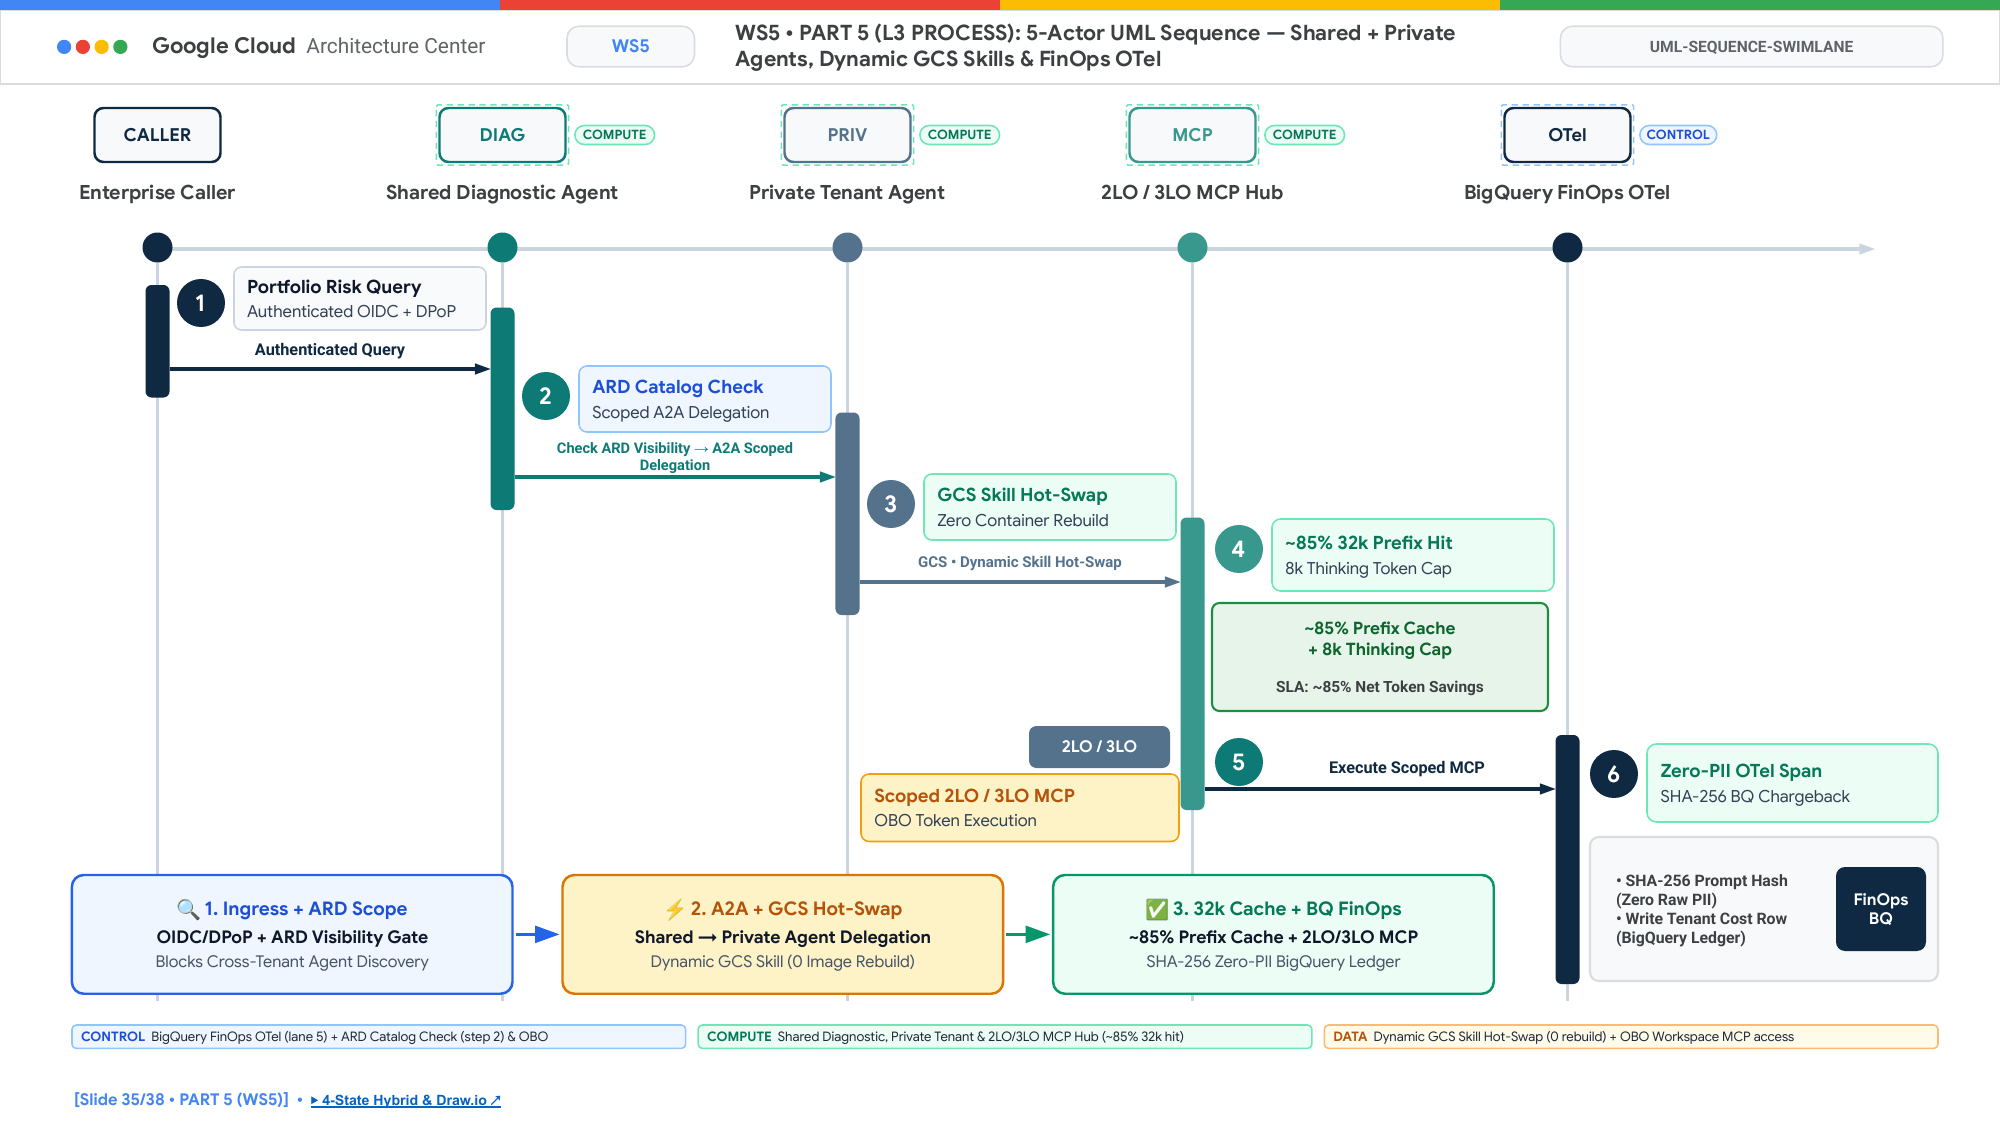 Google Cloud Architecture Center
WS5
WS5 • PART 5 (L3 PROCESS): 5-Actor UML Sequence — Shared + Private
Agents, Dynamic GCS Skills & FinOps OTel
UML-SEQUENCE-SWIMLANE
CALLER
Enterprise Caller
DIAG
COMPUTE
Shared Diagnostic Agent
PRIV
COMPUTE
Private Tenant Agent
MCP
COMPUTE
2LO / 3LO MCP Hub
OTel
CONTROL
BigQuery FinOps OTel
1
Portfolio Risk Query
Authenticated OIDC + DPoP
Authenticated Query
2
ARD Catalog Check
Scoped A2A Delegation
Check ARD Visibility → A2A Scoped
Delegation
3
GCS Skill Hot-Swap
Zero Container Rebuild
GCS • Dynamic Skill Hot-Swap
4
~85% 32k Prefix Hit
8k Thinking Token Cap
~85% Prefix Cache
+ 8k Thinking Cap
SLA: ~85% Net Token Savings
2LO / 3LO
Scoped 2LO / 3LO MCP
OBO Token Execution
5
Execute Scoped MCP
6
Zero-PII OTel Span
SHA-256 BQ Chargeback
• SHA-256 Prompt Hash
(Zero Raw PII)
• Write Tenant Cost Row
(BigQuery Ledger)
FinOps
BQ
🔍 1. Ingress + ARD Scope
OIDC/DPoP + ARD Visibility Gate
Blocks Cross-Tenant Agent Discovery
⚡ 2. A2A + GCS Hot-Swap
Shared → Private Agent Delegation
Dynamic GCS Skill (0 Image Rebuild)
✅ 3. 32k Cache + BQ FinOps
~85% Prefix Cache + 2LO/3LO MCP
SHA-256 Zero-PII BigQuery Ledger
CONTROL BigQuery FinOps OTel (lane 5) + ARD Catalog Check (step 2) & OBO
COMPUTE Shared Diagnostic, Private Tenant & 2LO/3LO MCP Hub (~85% 32k hit)
DATA Dynamic GCS Skill Hot-Swap (0 rebuild) + OBO Workspace MCP access
[Slide 35/38 • PART 5 (WS5)] • ▸ 4-State Hybrid & Draw.io ↗